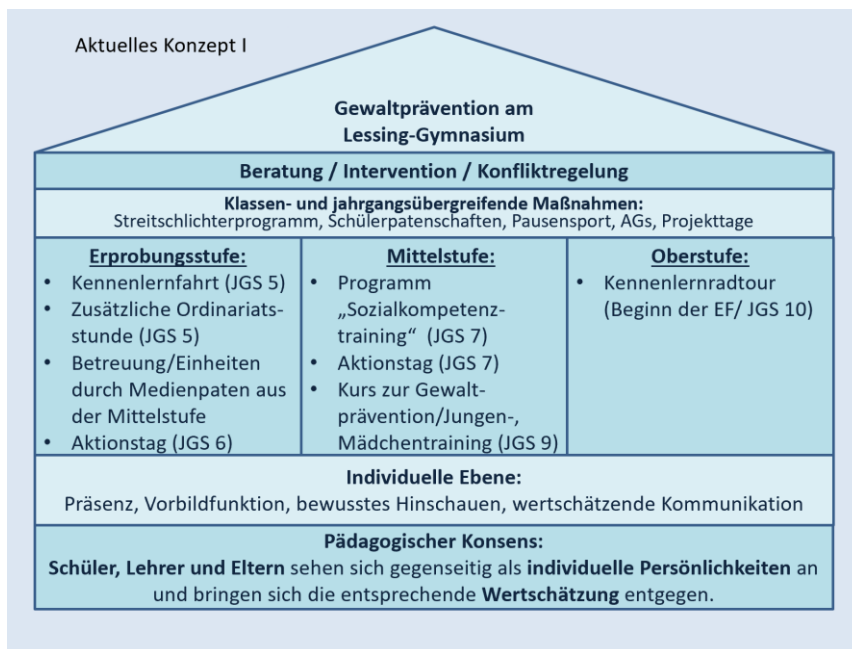 Aktuelles Konzept I
Gewaltprävention am
Lessing-Gymnasium
Beratung / Intervention / Konfliktregelung
Klassen- und jahrgangsübergreifende Maßnahmen:
Streitschlichterprogramm, Schülerpatenschaften, Pausensport, AGs, Projekttage
Erprobungsstufe:
• Kennenlernfahrt (JGS 5)
• Zusätzliche Ordinariats-
stunde (JGS 5)
• Betreuung/Einheiten
durch Medienpaten aus
der Mittelstufe
• Aktionstag (JGS 6)
Mittelstufe:
• Programm
„Sozialkompetenz-
training“ (JGS 7)
• Aktionstag (JGS 7)
• Kurs zur Gewalt-
prävention/Jungen-,
Mädchentraining (JGS 9)
Oberstufe:
• Kennenlernradtour
(Beginn der EF/ JGS 10)
Individuelle Ebene:
Präsenz, Vorbildfunktion, bewusstes Hinschauen, wertschätzende Kommunikation
Pädagogischer Konsens:
Schüler, Lehrer und Eltern sehen sich gegenseitig als individuelle Persönlichkeiten an
und bringen sich die entsprechende Wertschätzung entgegen.